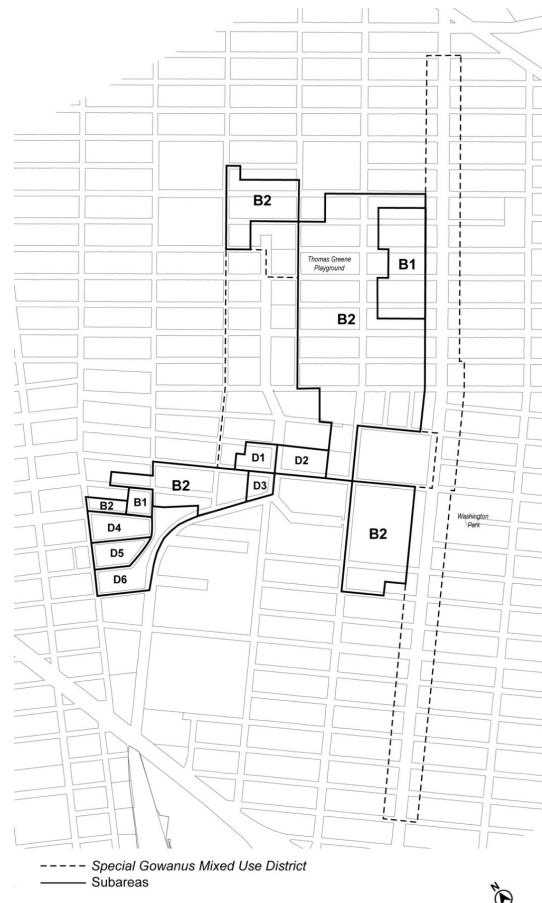 B2
Thomas Greene
Playground
B1
B2
D1
D2
B2
D3
B2
B1
D4
B2
Washington
Park
D5
D6
Special Gowanus Mixed Use District
Subareas
N